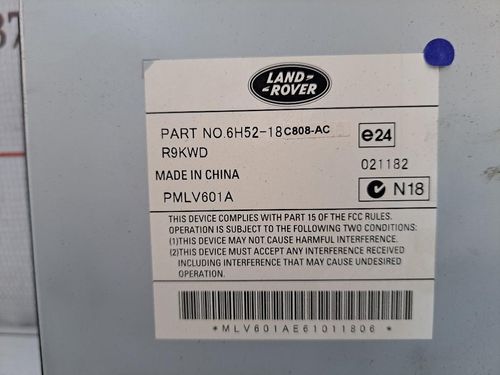 LAND-
-ROVER
PART NO.6H52-18C808-AC
R9KWD
e24
021182
MADE IN CHINA
PMLV601A
N18
THIS DEVICE COMPLIES WITH PART 15 OF THE FCC RULES.
OPERATION IS SUBJECT TO THE FOLLOWING TWO CONDITIONS:
(1)THIS DEVICE MAY NOT CAUSE HARMFUL INTERFERENCE.
(2)THIS DEVICE MUST ACCEPT ANY INTERFERENCE RECEIVED
INCLUDING INTERFERENCE THAT MAY CAUSE UNDESIRED
OPERATION.
*MLV601AE61011806*